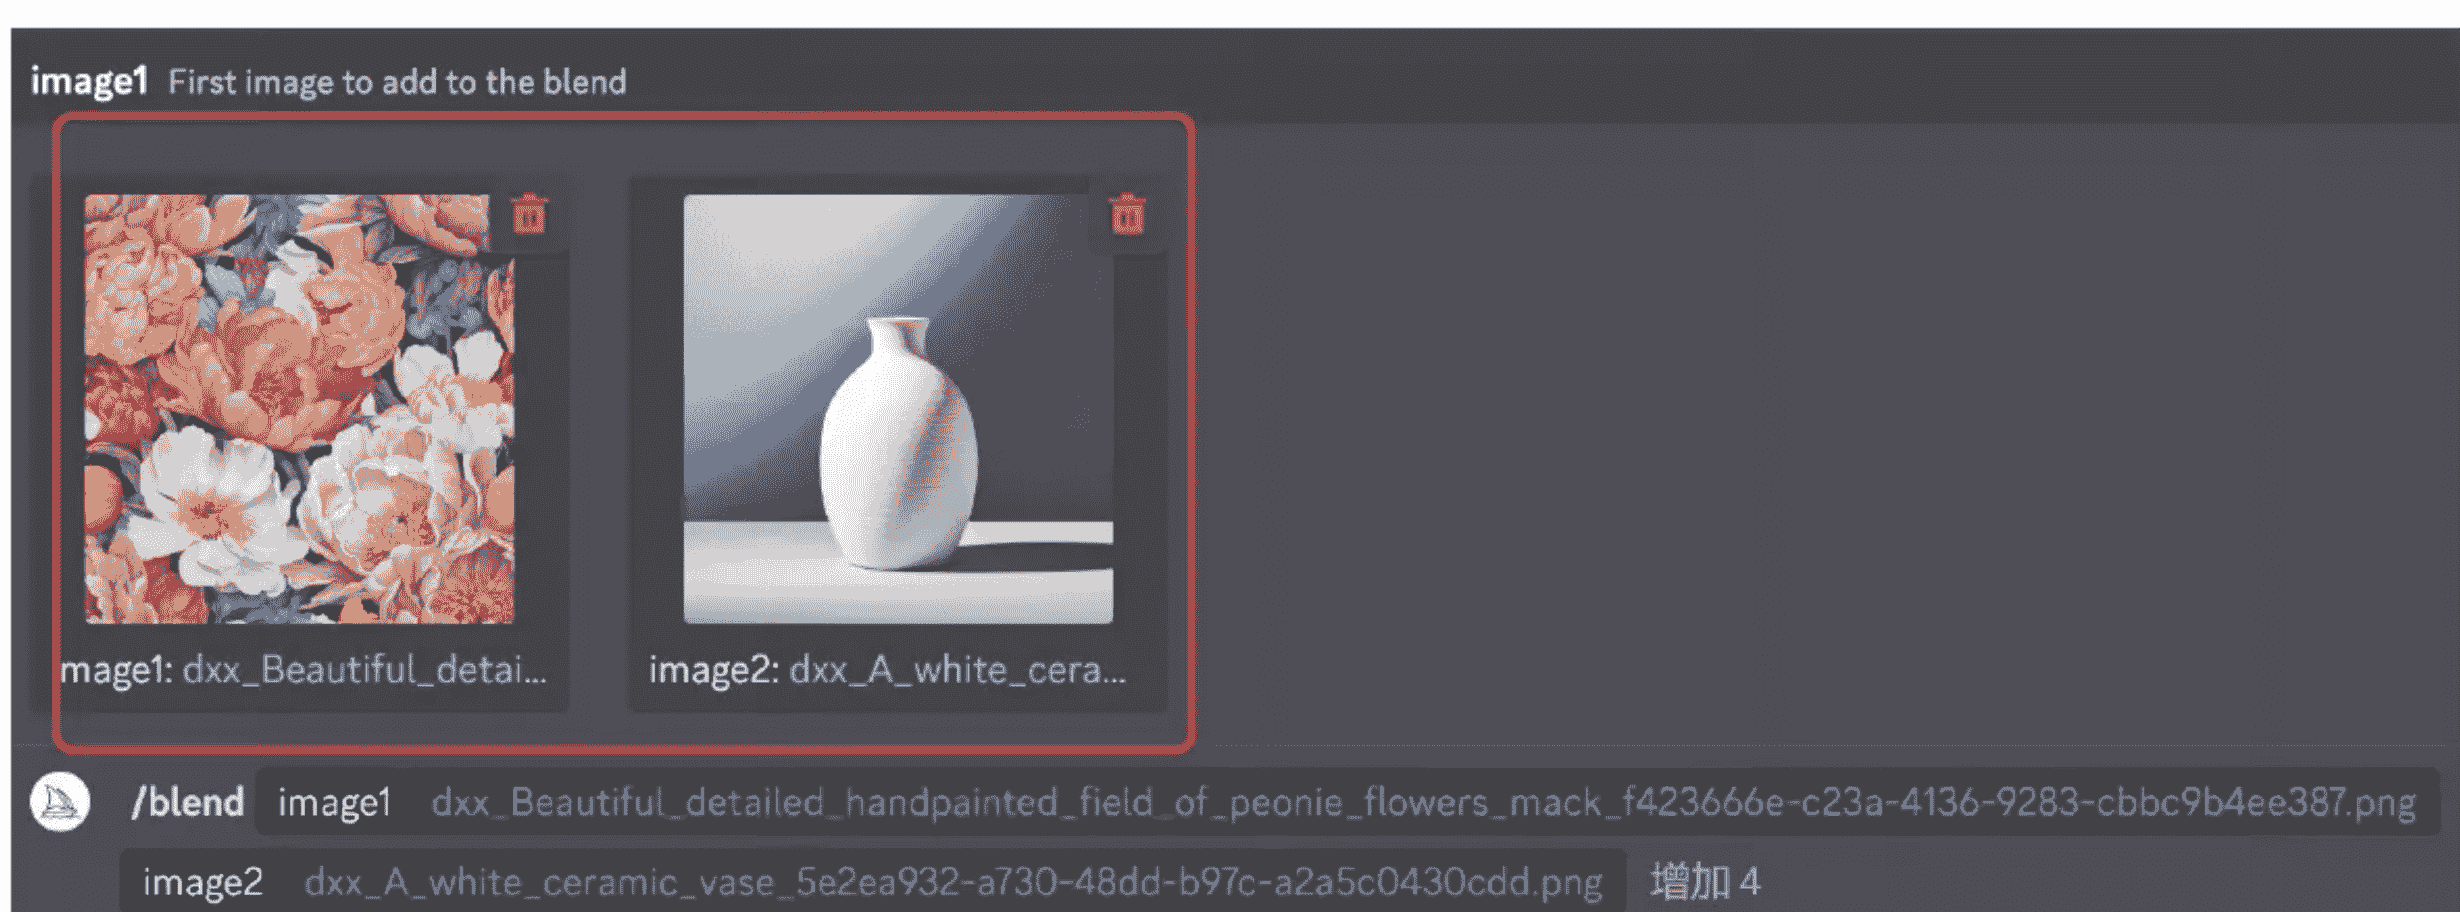 image1 First image to add to the blend
mage1: dxx_Beautiful_detai...
image2: dxx_A_white_cera...
/blend image1 dxx_Beautiful_detailed_handpainted_field_of_peonie_flowers_mack_f423666e-c23a-4136-9283-cbbc9b4ee387.png
image2 dxx_A_white_ceramic_vase_5e2ea932-a730-48dd-b97c-a2a5c0430cdd.png 增加 4